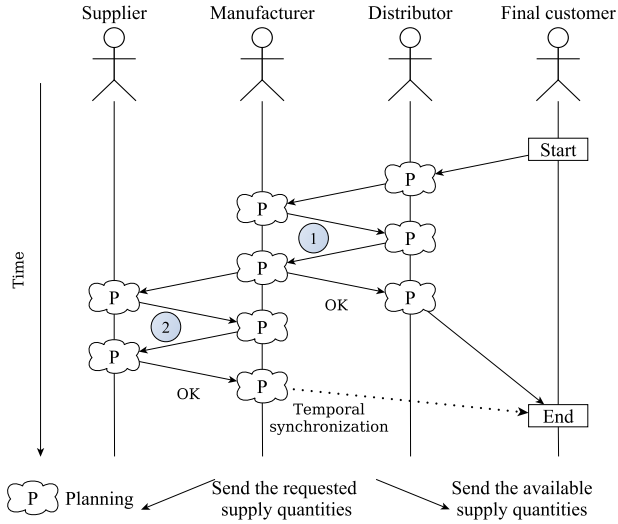 Supplier
Manufacturer
Distributor
Final customer
Start
P
P
1
P
Time
P
P
P
OK
2
P
P
OK
P
Temporal
synchronization
End
P
Planning
Send the requested
supply quantities
Send the available
supply quantities